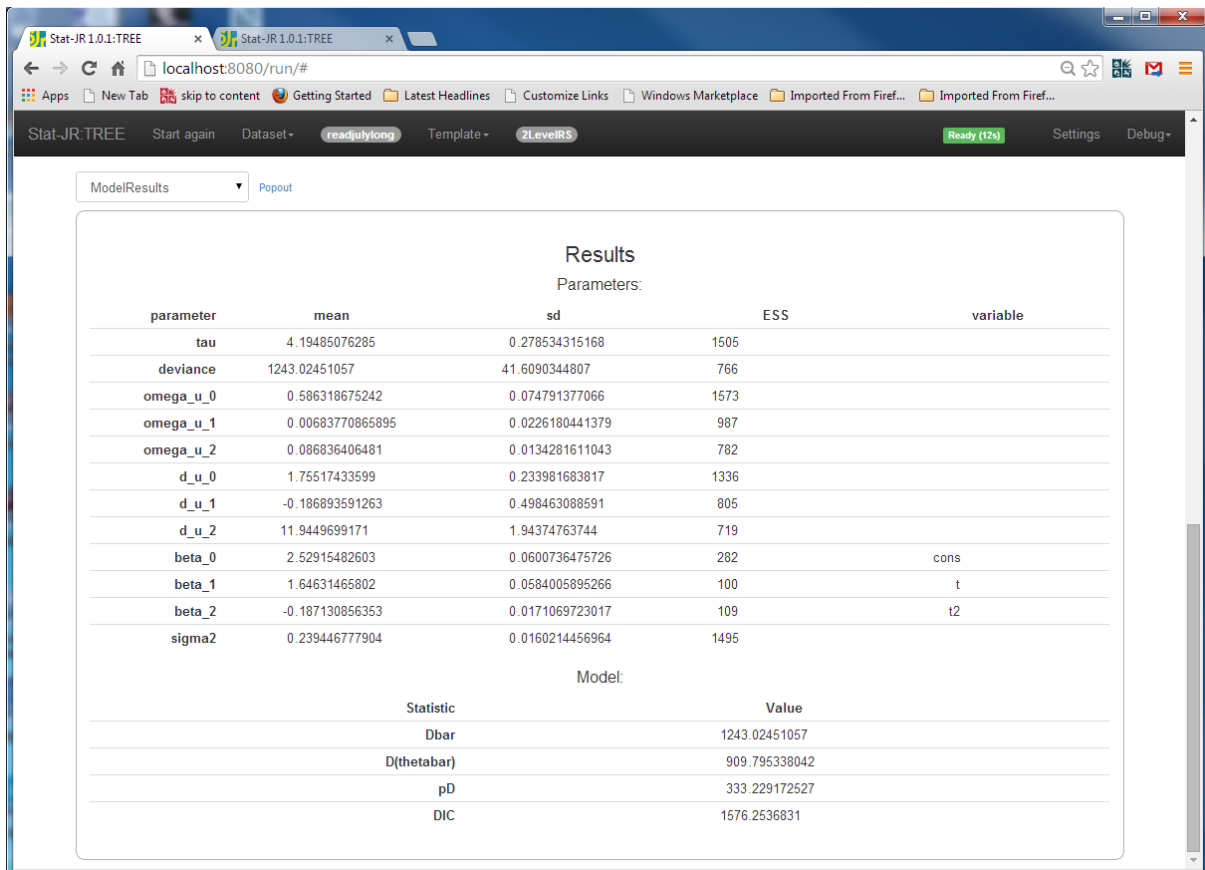 Stat-JR 1.0.1:TREE × Stat-JR 1.0.1:TREE ×
localhost:8080/run/#
Apps New Tab skip to content Getting Started Latest Headlines Customize Links Windows Marketplace Imported From Firef... Imported From Firef...
Stat-JR:TREE Start again Dataset readjulylong Template 2LevelRS Ready (12s) Settings Debug
ModelResults Popout
Results
Parameters:
parameter mean sd ESS variable
tau 4.19485076285 0.278534315168 1505
deviance 1243.02451057 41.6090344807 766
omega_u_0 0.586318675242 0.074791377066 1573
omega_u_1 0.00683770865895 0.0226180441379 987
omega_u_2 0.086836406481 0.0134281611043 782
d_u_0 1.75517433599 0.233981683817 1336
d_u_1 -0.186893591263 0.498463088591 805
d_u_2 11.9449699171 1.94374763744 719
beta_0 2.52915482603 0.0600736475726 282 cons
beta_1 1.64631465802 0.0584005895266 100 t
beta_2 -0.187130856353 0.0171069723017 109 t2
sigma2 0.239446777904 0.0160214456964 1495
Model:
Statistic Value
Dbar 1243.02451057
D(thetabar) 909.795338042
pD 333.229172527
DIC 1576.2536831